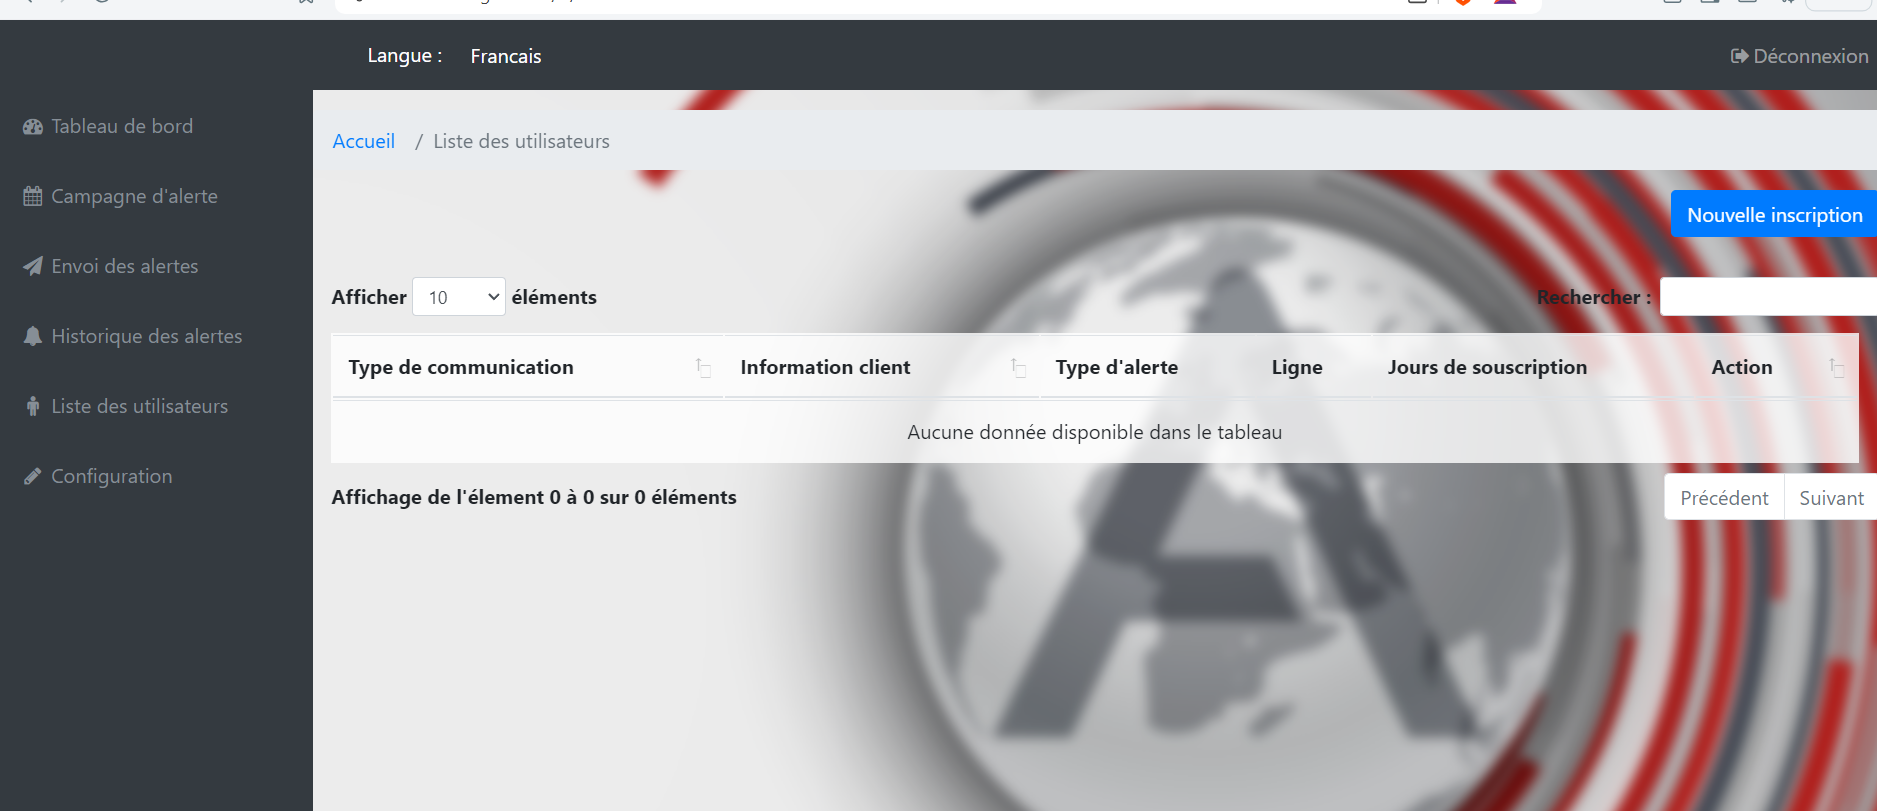 Langue : Francais Déconnexion
Tableau de bord
Accueil / Liste des utilisateurs
Campagne d'alerte
Nouvelle inscription
Envoi des alertes
Afficher 10 éléments Rechercher :
Historique des alertes
Type de communication Information client Type d'alerte Ligne Jours de souscription Action
Liste des utilisateurs
Aucune donnée disponible dans le tableau
Configuration
Affichage de l'élement 0 à 0 sur 0 éléments Précédent Suivant